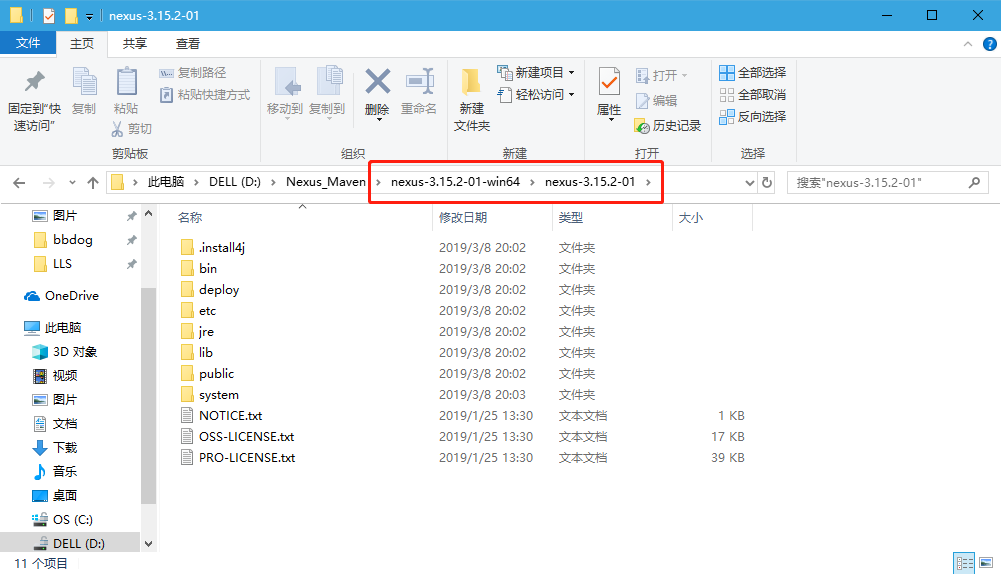 nexus-3.15.2-01
文件 主页 共享 查看
固定到"快速访问"
复制
粘贴
复制路径
粘贴快捷方式
剪切
剪贴板
移动到
复制到
删除
重命名
组织
新建文件夹
新建项目
轻松访问
新建
属性
打开
编辑
历史记录
打开
全部选择
全部取消
反向选择
选择
此电脑 DELL (D:) Nexus_Maven nexus-3.15.2-01-win64 nexus-3.15.2-01
搜索"nexus-3.15.2-01"
图片
bbdog
LLS
OneDrive
此电脑
3D 对象
视频
图片
文档
下载
音乐
桌面
OS (C:)
DELL (D:)
名称 修改日期 类型 大小
.install4j 2019/3/8 20:02 文件夹
bin 2019/3/8 20:02 文件夹
deploy 2019/3/8 20:02 文件夹
etc 2019/3/8 20:02 文件夹
jre 2019/3/8 20:02 文件夹
lib 2019/3/8 20:02 文件夹
public 2019/3/8 20:02 文件夹
system 2019/3/8 20:03 文件夹
NOTICE.txt 2019/1/25 13:30 文本文档 1 KB
OSS-LICENSE.txt 2019/1/25 13:30 文本文档 17 KB
PRO-LICENSE.txt 2019/1/25 13:30 文本文档 39 KB
11 个项目